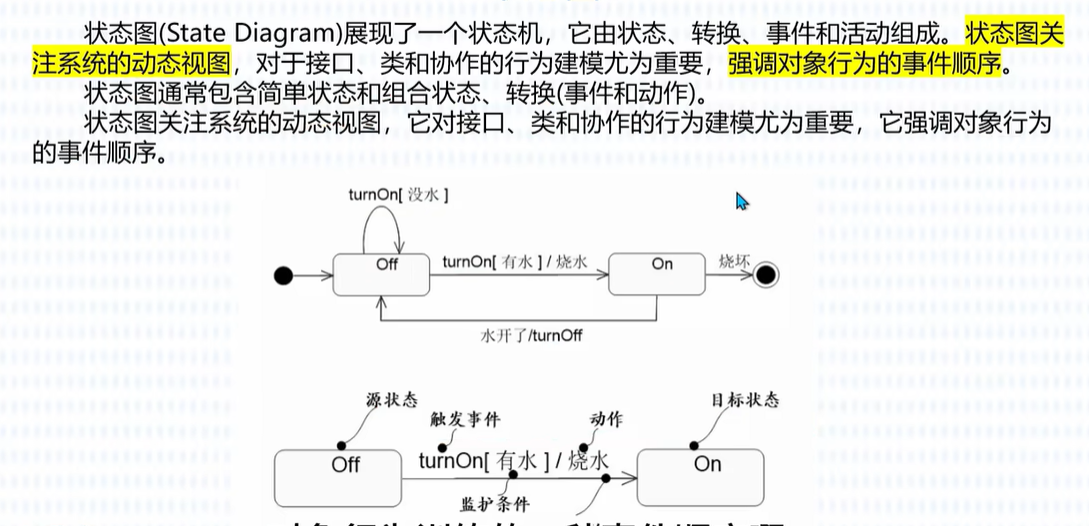 状态图(State Diagram)展现了一个状态机，它由状态、转换、事件和活动组成。状态图关
注系统的动态视图，对于接口、类和协作的行为建模尤为重要，强调对象行为的事件顺序。
状态图通常包含简单状态和组合状态、 转换(事件和动作)。
状态图关注系统的动态视图，它对接口、类和协作的行为建模尤为重要，它强调对象行为
的事件顺序。
turnOn[ 没水 ]
Off
turnOn[ 有水 ] / 烧水
On
烧坏
水开了/turnOff
源状态
触发事件
动作
目标状态
Off
turnOn[ 有水 ] / 烧水
On
监护条件